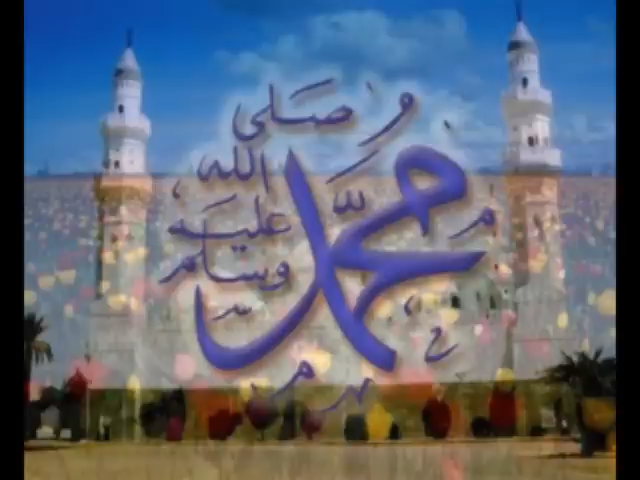 محمد
صلى
الله
عليه
وسلم